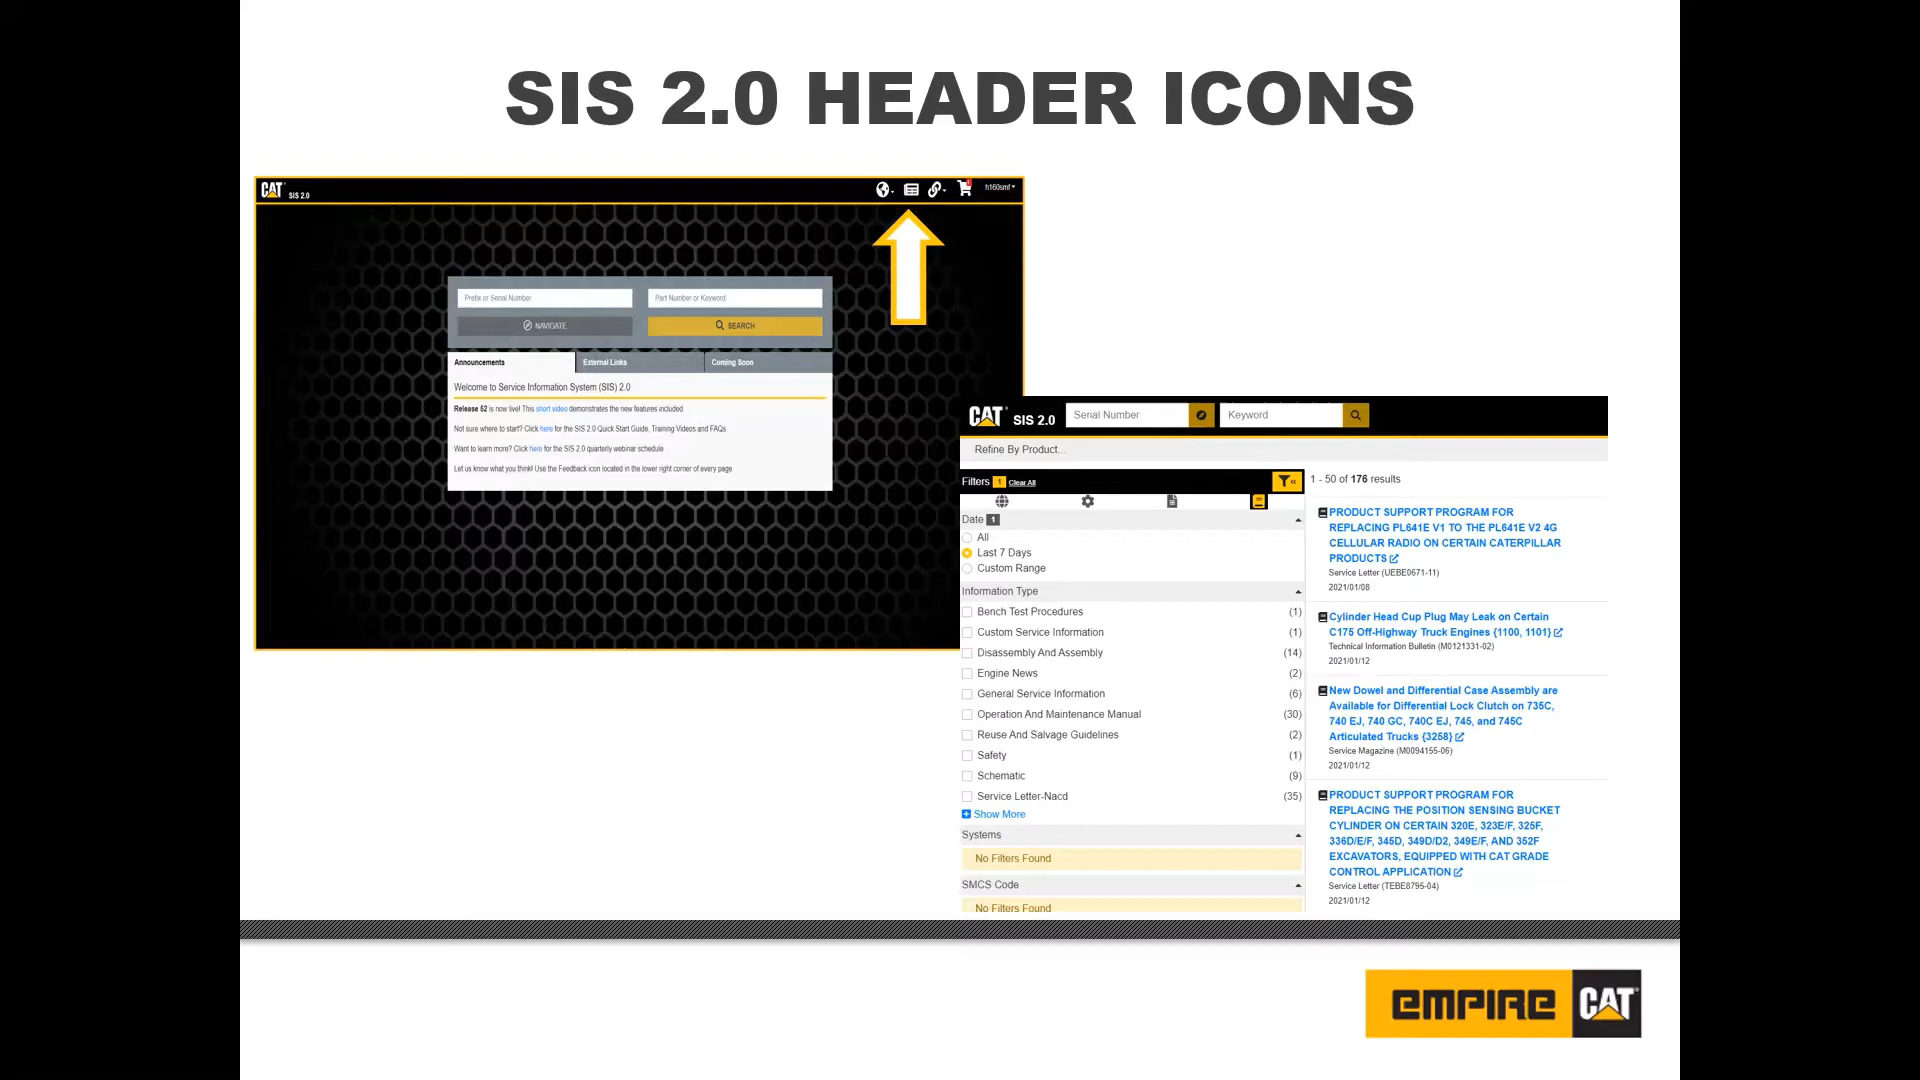 SIS 2.0 HEADER ICONS
CAT SIS 2.0
h160smf
Prefix or Serial Number
Part Number or Keyword
NAVIGATE
SEARCH
Announcements
External Links
Coming Soon
Welcome to Service Information System (SIS) 2.0
Release 52 is now live! This short video demonstrates the new features included
Not sure where to start? Click here for the SIS 2.0 Quick Start Guide, Training Videos and FAQs.
Want to learn more? Click here for the SIS 2.0 quarterly webinar schedule
Let us know what you think! Use the Feedback icon located in the lower right corner of every page
CAT SIS 2.0
Serial Number
Keyword
Refine By Product...
Filters 1 Clear All
Date 1
All
Last 7 Days
Custom Range
Information Type
Bench Test Procedures (1)
Custom Service Information (1)
Disassembly And Assembly (14)
Engine News (2)
General Service Information (6)
Operation And Maintenance Manual (30)
Reuse And Salvage Guidelines (2)
Safety (1)
Schematic (9)
Service Letter-Nacd (35)
Show More
Systems
No Filters Found
SMCS Code
No Filters Found
1 - 50 of 176 results
PRODUCT SUPPORT PROGRAM FOR
REPLACING PL641E V1 TO THE PL641E V2 4G
CELLULAR RADIO ON CERTAIN CATERPILLAR
PRODUCTS
Service Letter (UEBE0671-11)
2021/01/08
Cylinder Head Cup Plug May Leak on Certain
C175 Off-Highway Truck Engines {1100, 1101}
Technical Information Bulletin (M0121331-02)
2021/01/12
New Dowel and Differential Case Assembly are
Available for Differential Lock Clutch on 735C,
740 EJ, 740 GC, 740C EJ, 745, and 745C
Articulated Trucks {3258}
Service Magazine (M0094155-06)
2021/01/12
PRODUCT SUPPORT PROGRAM FOR
REPLACING THE POSITION SENSING BUCKET
CYLINDER ON CERTAIN 320E, 323E/F, 325F,
336D/E/F, 345D, 349D/D2, 349E/F, AND 352F
EXCAVATORS, EQUIPPED WITH CAT GRADE
CONTROL APPLICATION
Service Letter (TEBE8795-04)
2021/01/12
EMPIRE CAT